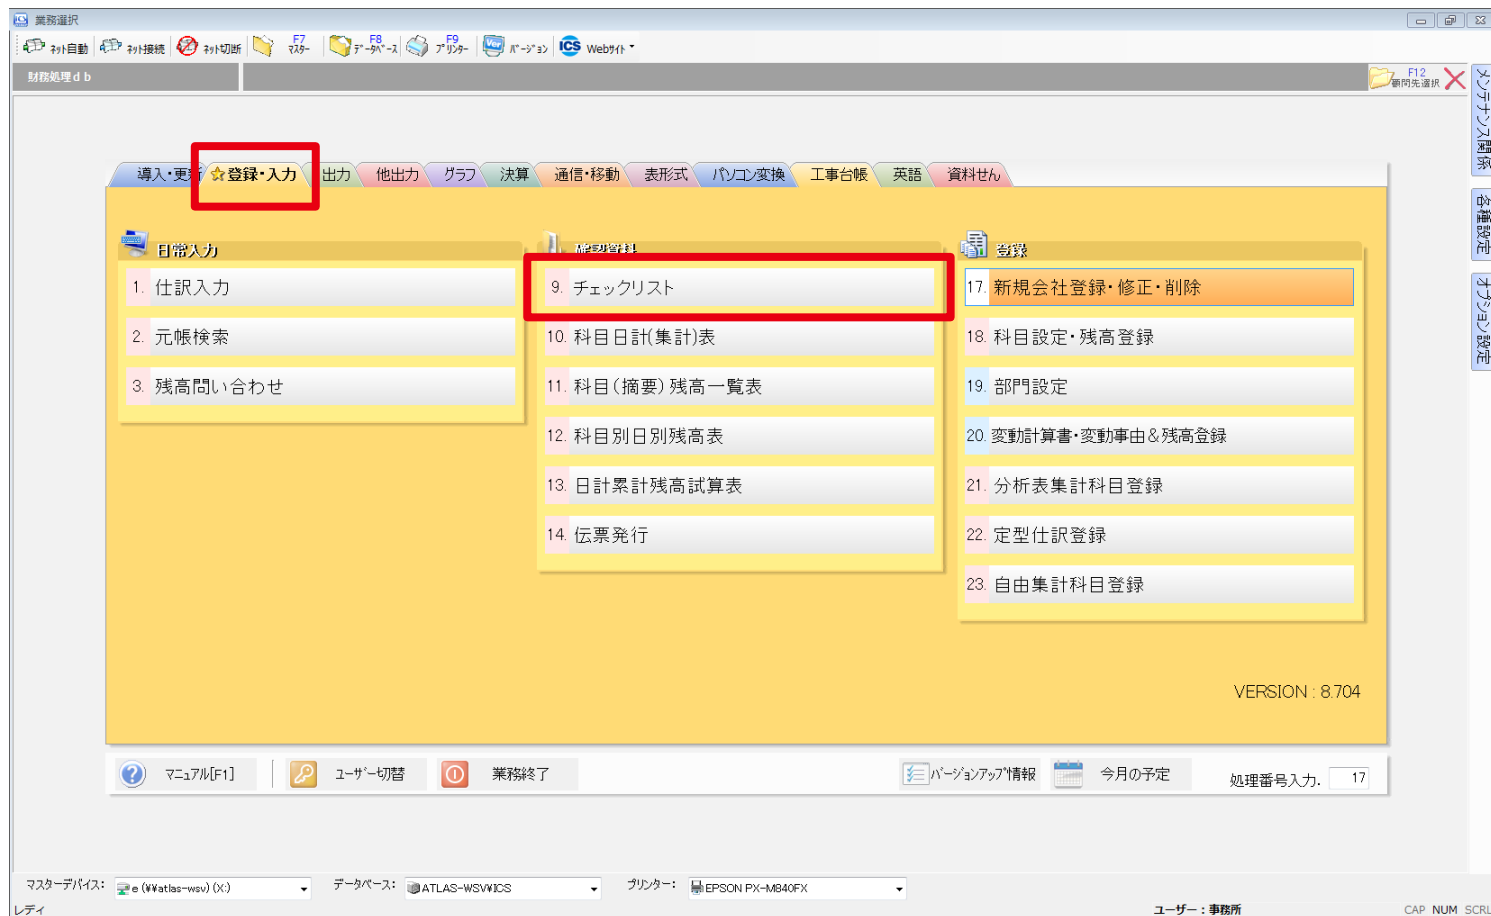 業務選択
ﾈｯﾄ自動 ﾈｯﾄ接続 ﾈｯﾄ切断 F7 ﾏｽﾀｰ F8 ﾃﾞｰﾀﾍﾞｰｽ F9 ﾌﾟﾘﾝﾀｰ Ver ﾊﾞｰｼﾞｮﾝ ICS Webｻｲﾄ
財務処理ｄｂ
F12 顧問先選択
メンテナンス関係
各種設定
オプション設定
導入・更新 ☆登録・入力 出力 他出力 グラフ 決算 通信・移動 表形式 パソコン変換 工事台帳 英語 資料せん
日常入力
1. 仕訳入力
2. 元帳検索
3. 残高問い合わせ
確認資料
9. チェックリスト
10. 科目日計(集計)表
11. 科目(摘要)残高一覧表
12. 科目別日別残高表
13. 日計累計残高試算表
14. 伝票発行
登録
17. 新規会社登録・修正・削除
18. 科目設定・残高登録
19. 部門設定
20. 変動計算書・変動事由＆残高登録
21. 分析表集計科目登録
22. 定型仕訳登録
23. 自由集計科目登録
VERSION : 8.704
マニュアル[F1] ユーザー切替 業務終了 バージョンアップ情報 今月の予定 処理番号入力. 17
マスターデバイス: e (¥¥atlas-wsv) (X:) データベース: ATLAS-WSV¥ICS プリンター: EPSON PX-M840FX
レディ ユーザー：事務所 CAP NUM SCRL